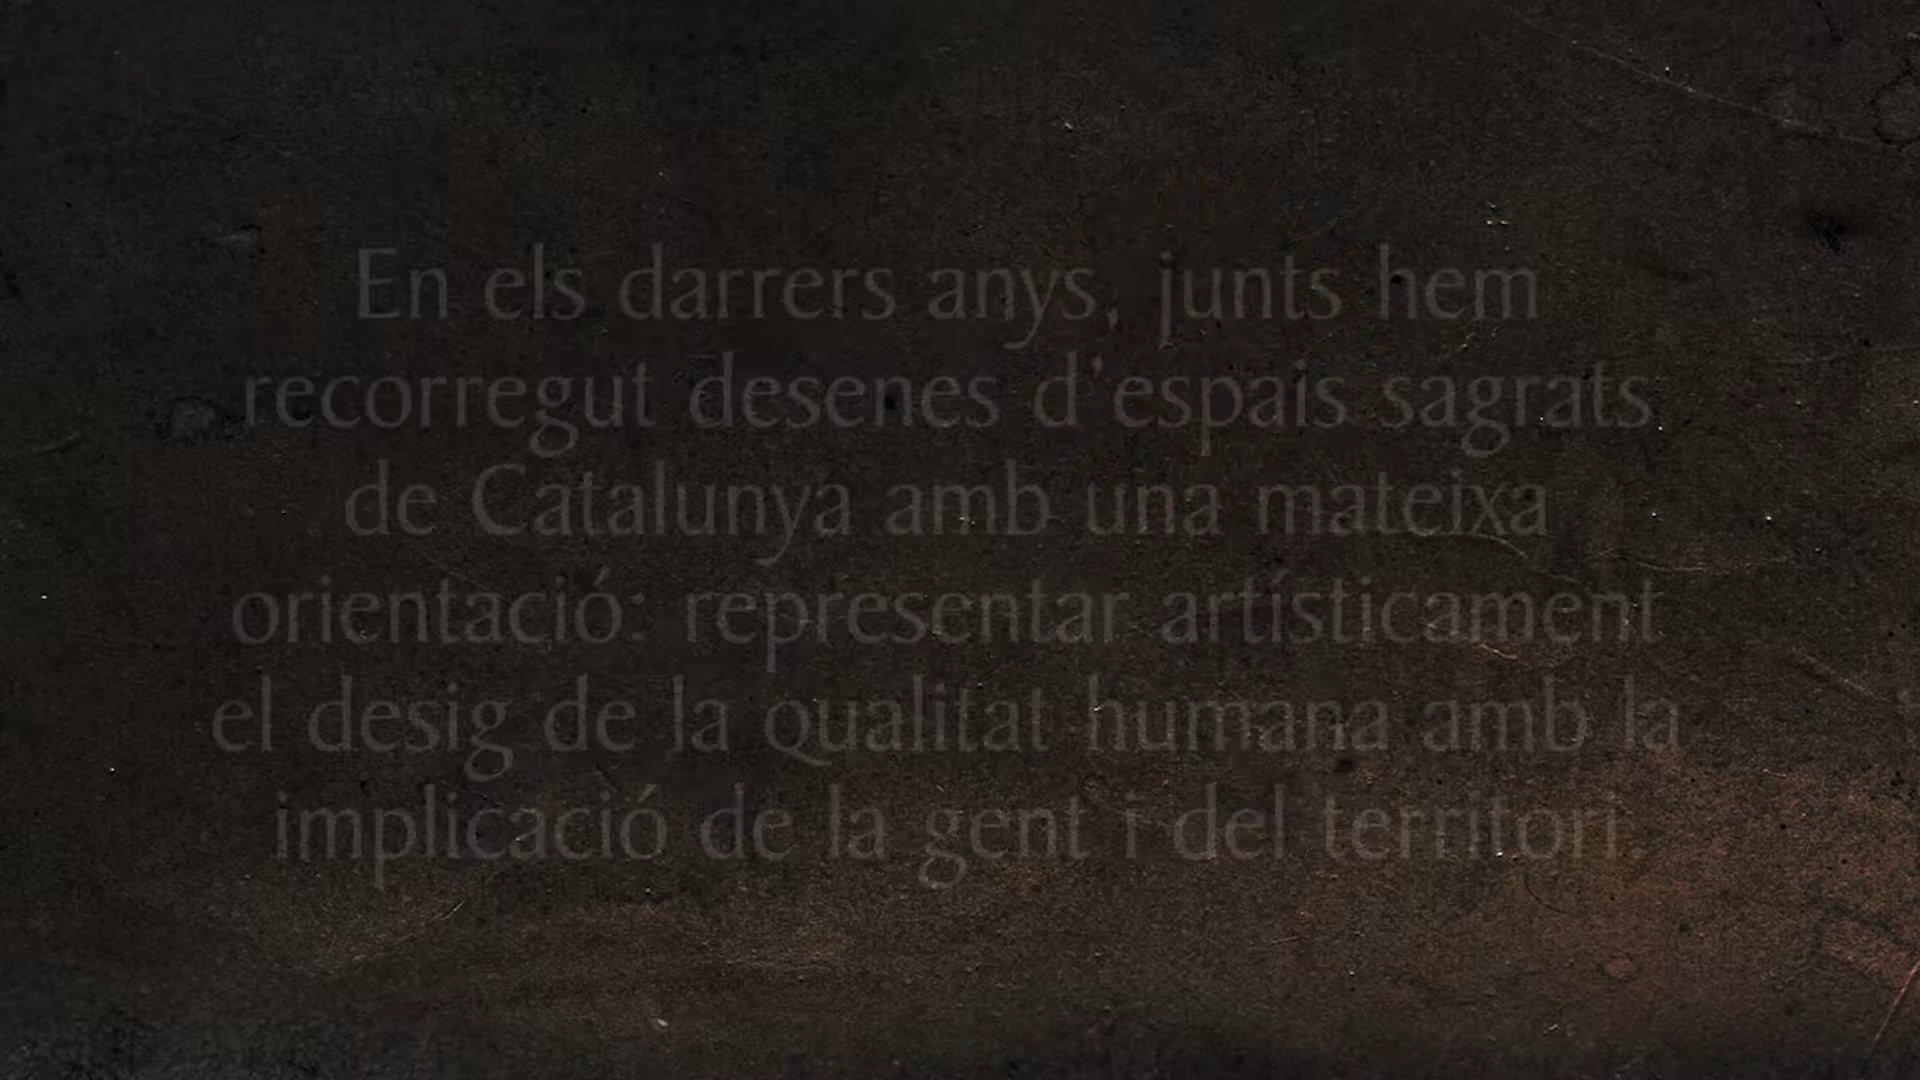 En els darrers anys, junts hem
recorregut desenes d'espais sagrats
de Catalunya amb una mateixa
orientació: representar artísticament
el desig de la qualitat humana amb la
implicació de la gent i del territori.